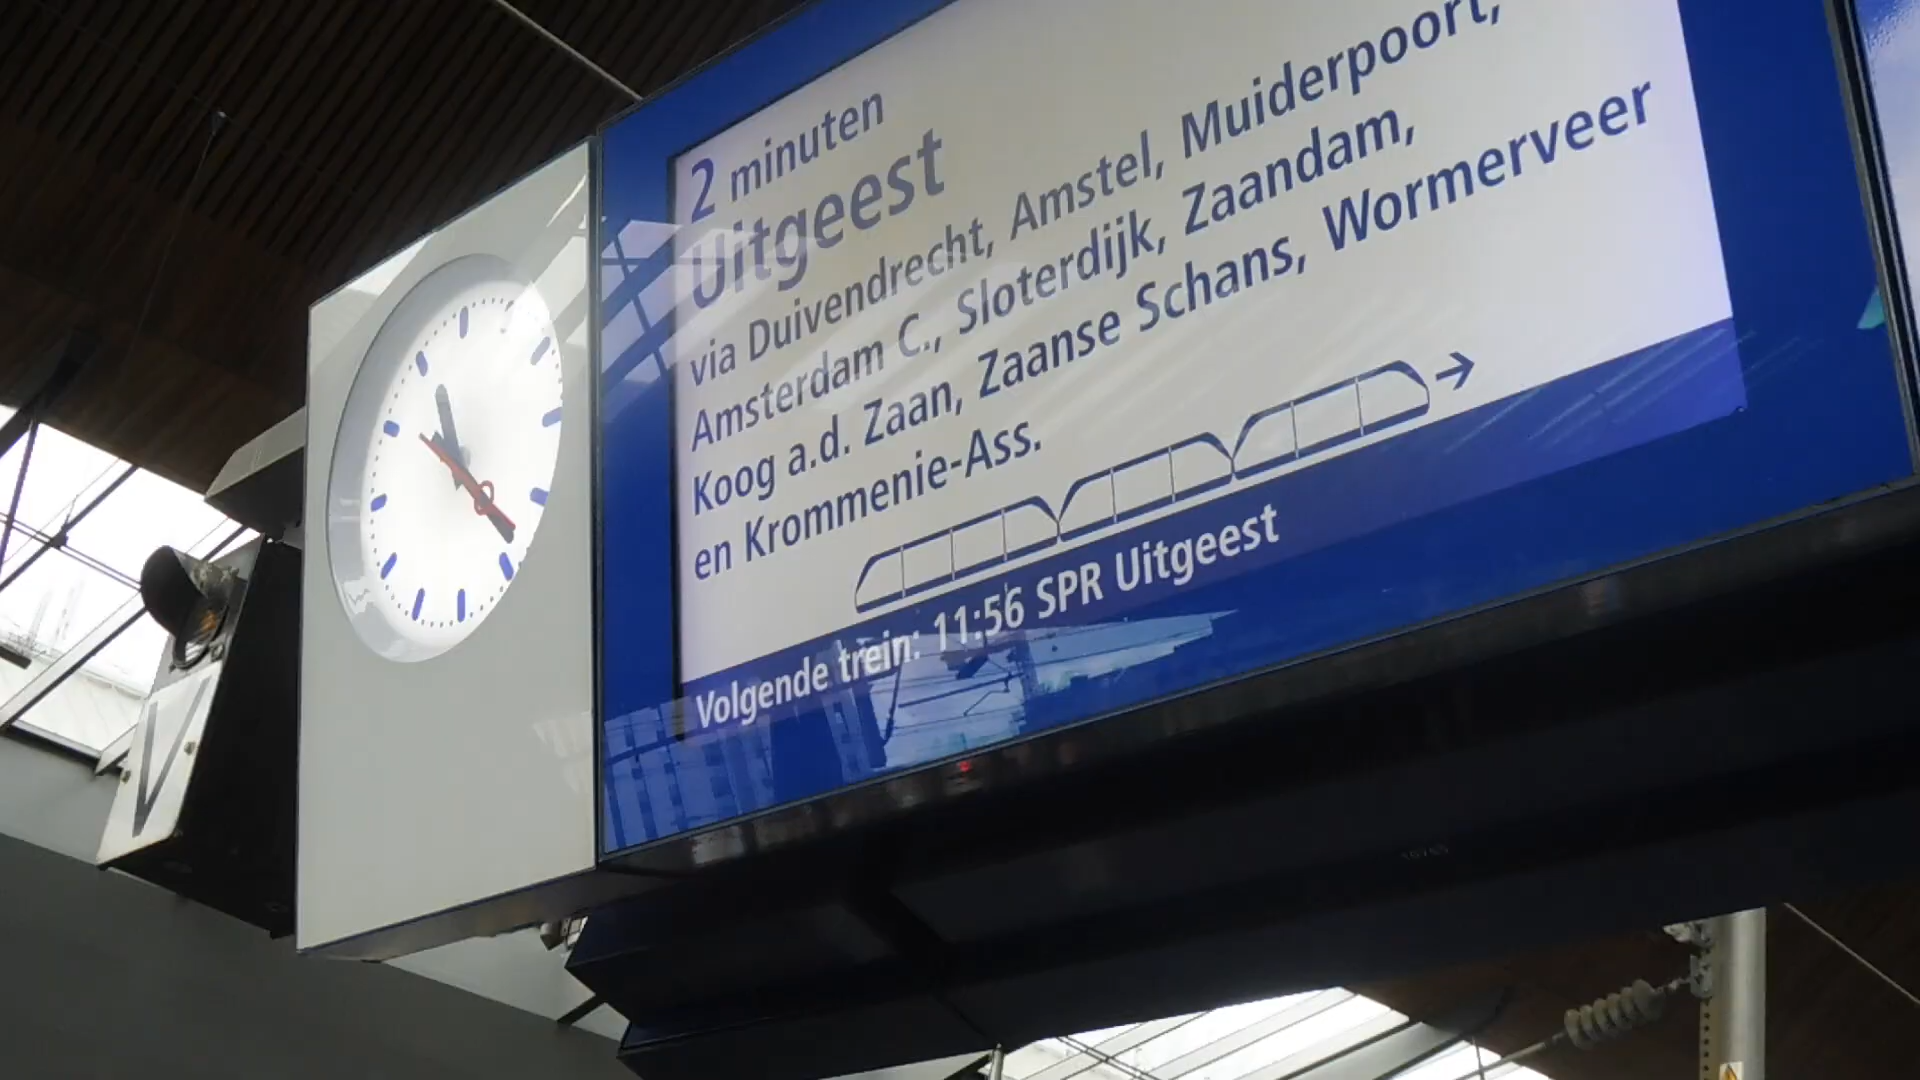 2 minuten
Uitgeest
via Duivendrecht, Amstel, Muiderpoort,
Amsterdam C., Sloterdijk, Zaandam,
Koog a.d. Zaan, Zaanse Schans, Wormerveer
en Krommenie-Ass.
Volgende trein: 11:56 SPR Uitgeest
V